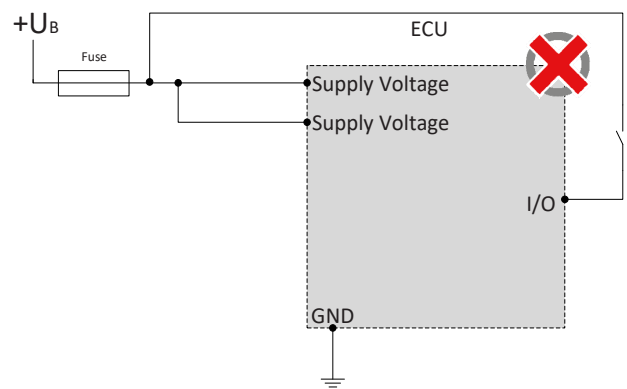 +UB
ECU
Fuse
Supply Voltage
Supply Voltage
I/O
GND